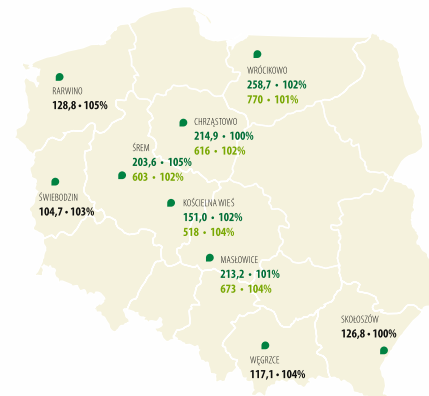 WRÓCIKOWO
258,7 • 102%
770 • 101%
RARWINO
128,8 • 105%
CHRZĄSTOWO
214,9 • 100%
616 • 102%
ŚREM
203,6 • 105%
603 • 102%
ŚWIEBODZIN
104,7 • 103%
KOŚCIELNA WIEŚ
151,0 • 102%
518 • 104%
MASŁOWICE
213,2 • 101%
673 • 104%
SKOŁOSZÓW
126,8 • 100%
WĘGRZCE
117,1 • 104%